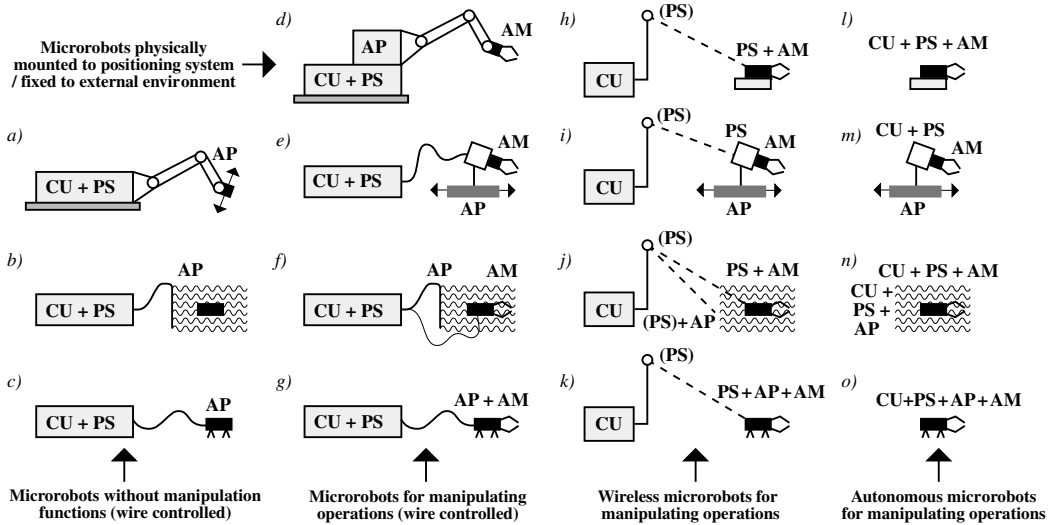 Microrobots physically
mounted to positioning system
/ fixed to external environment
d)
AP
AM
CU + PS
h)
(PS)
PS + AM
CU
l)
CU + PS + AM
a)
AP
CU + PS
e)
AM
CU + PS
AP
i)
(PS)
PS
AM
CU
AP
m)
CU + PS
AM
AP
b)
AP
CU + PS
f)
AP
AM
CU + PS
j)
(PS)
PS + AM
CU
(PS)+AP
n)
CU + PS + AM
CU +
PS +
AP
c)
AP
CU + PS
g)
AP + AM
CU + PS
k)
(PS)
PS+AP+AM
CU
o)
CU+PS+AP+AM
Microrobots without manipulation
functions (wire controlled)
Microrobots for manipulating
operations (wire controlled)
Wireless microrobots for
manipulating operations
Autonomous microrobots
for manipulating operations